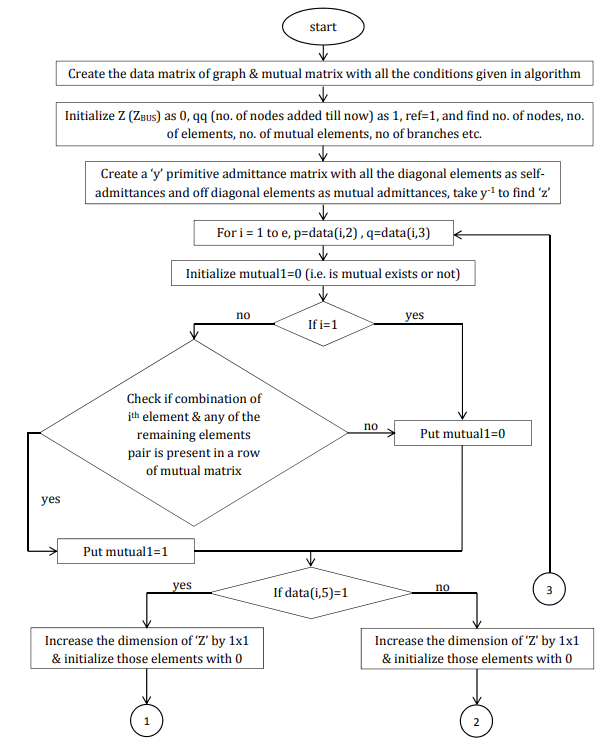 start
Create the data matrix of graph & mutual matrix with all the conditions given in algorithm
Initialize Z (ZBUS) as 0, qq (no. of nodes added till now) as 1, ref=1, and find no. of nodes, no.
of elements, no. of mutual elements, no of branches etc.
Create a ‘y’ primitive admittance matrix with all the diagonal elements as self-
admittances and off diagonal elements as mutual admittances, take y-1 to find ‘z’
For i = 1 to e, p=data(i,2) , q=data(i,3)
Initialize mutual1=0 (i.e. is mutual exists or not)
no
If i=1
yes
Check if combination of
ith element & any of the
remaining elements
pair is present in a row
of mutual matrix
no
Put mutual1=0
yes
Put mutual1=1
yes
If data(i,5)=1
no
3
Increase the dimension of ‘Z’ by 1x1
& initialize those elements with 0
Increase the dimension of ‘Z’ by 1x1
& initialize those elements with 0
1
2